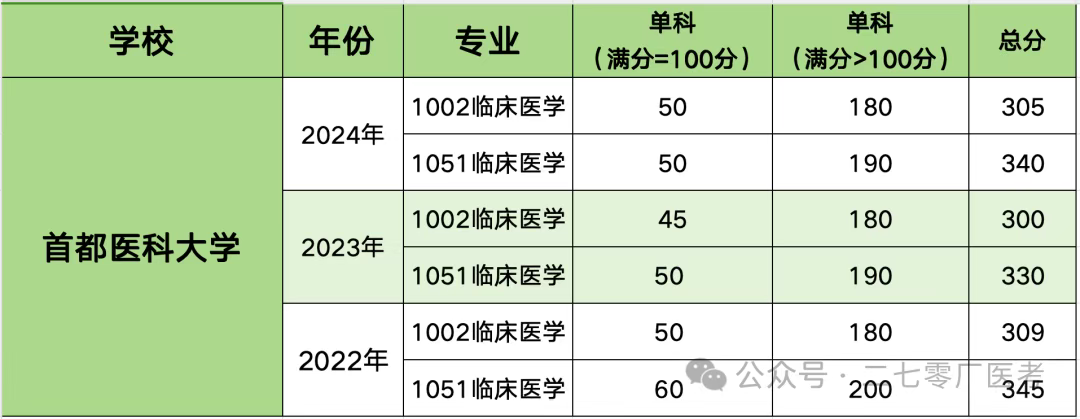 学校 年份 专业 单科 单科 总分
（满分=100分） （满分>100分）
首都医科大学
2024年
1002临床医学 50 180 305
1051临床医学 50 190 340
2023年
1002临床医学 45 180 300
1051临床医学 50 190 330
2022年
1002临床医学 50 180 309
1051临床医学 60 200 345
公众号·二七零厂医考